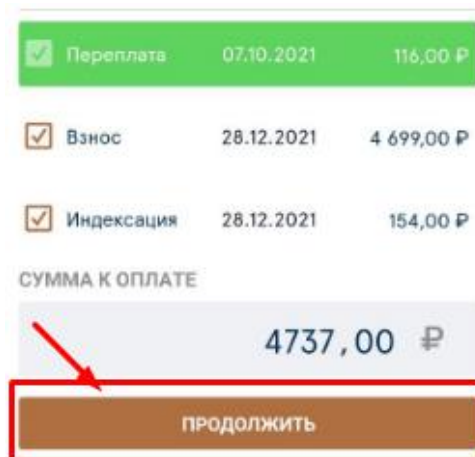 Переплата 07.10.2021 116,00 ₽
Взнос 28.12.2021 4 699,00 ₽
Индексация 28.12.2021 154,00 ₽
СУММА К ОПЛАТЕ
4737,00 ₽
ПРОДОЛЖИТЬ